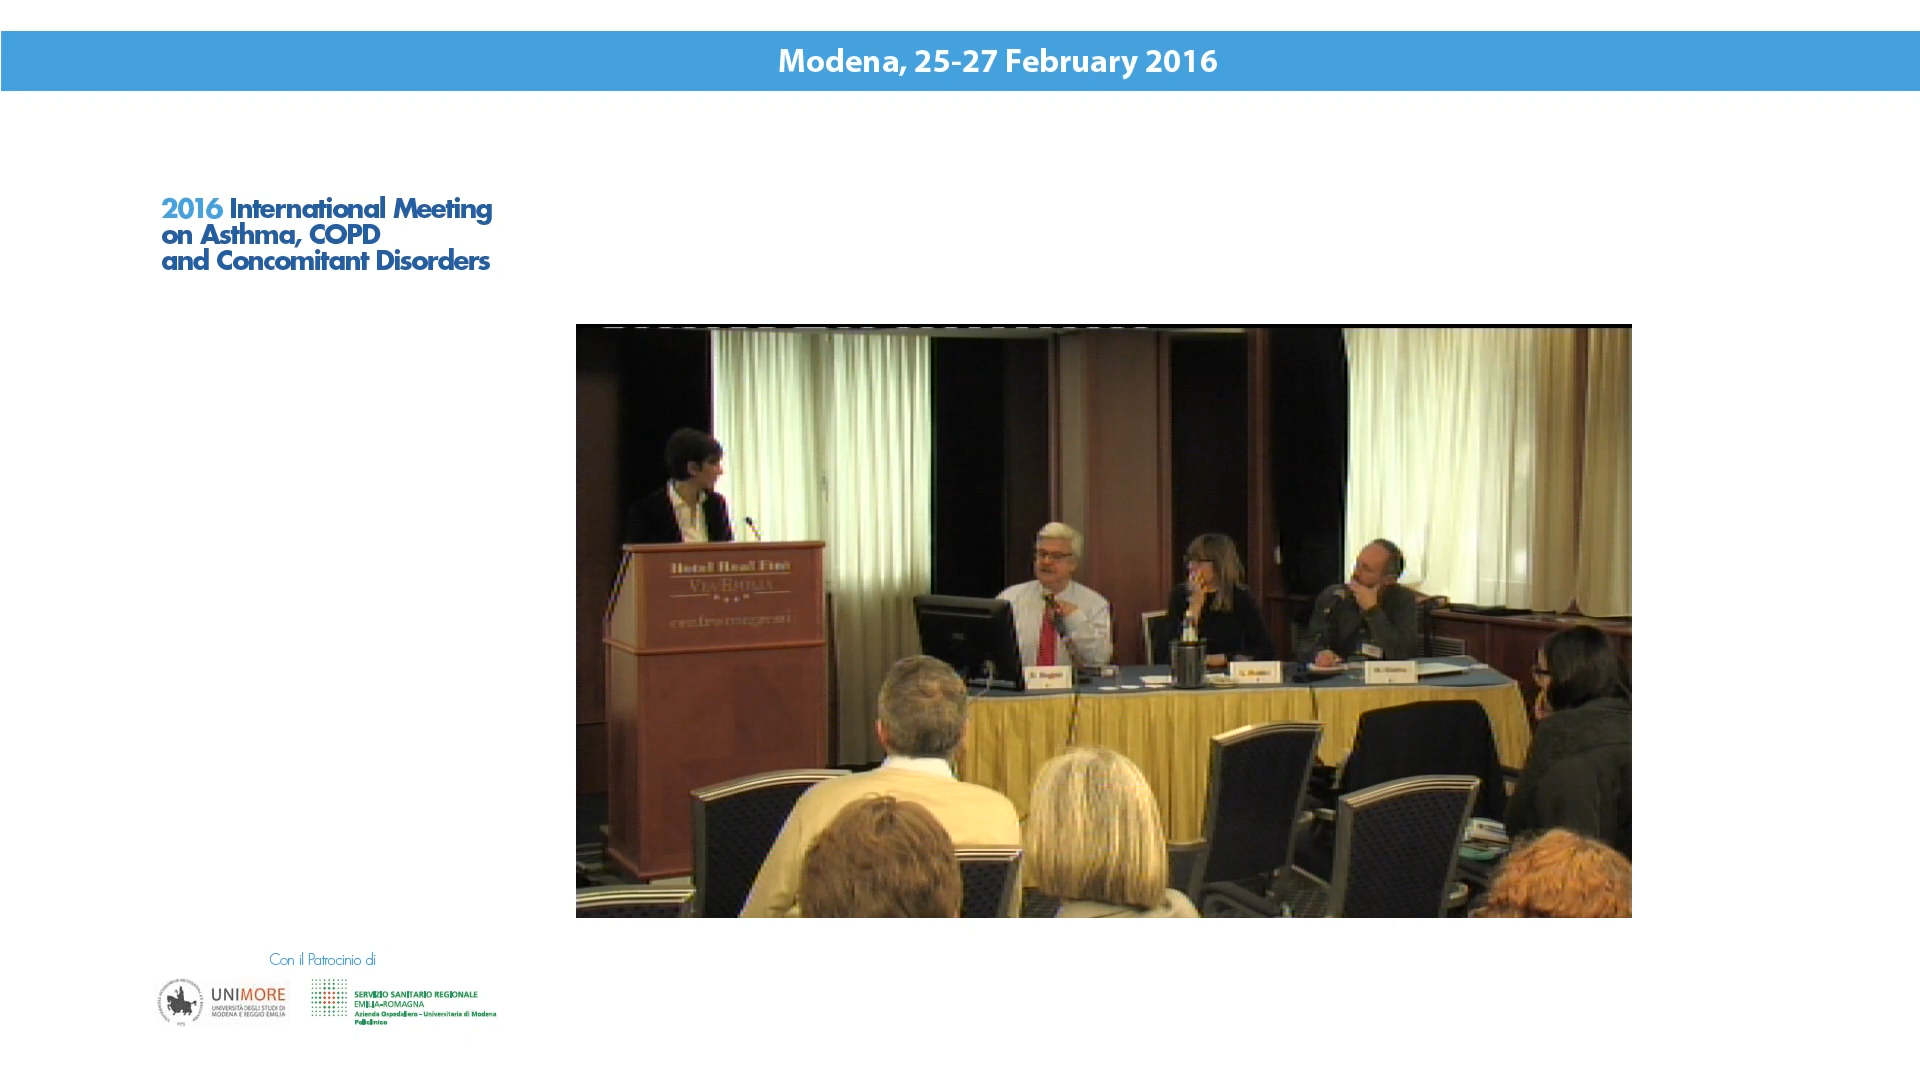 Modena, 25-27 February 2016
2016 International Meeting
on Asthma, COPD
and Concomitant Disorders
Hotel Real Fini
VIA EMILIA
centro congressi
Con il Patrocinio di
UNIMORE
UNIVERSITÀ DEGLI STUDI DI
MODENA E REGGIO EMILIA
SERVIZIO SANITARIO REGIONALE
EMILIA-ROMAGNA
Azienda Ospedaliero - Universitaria di Modena
Policlinico